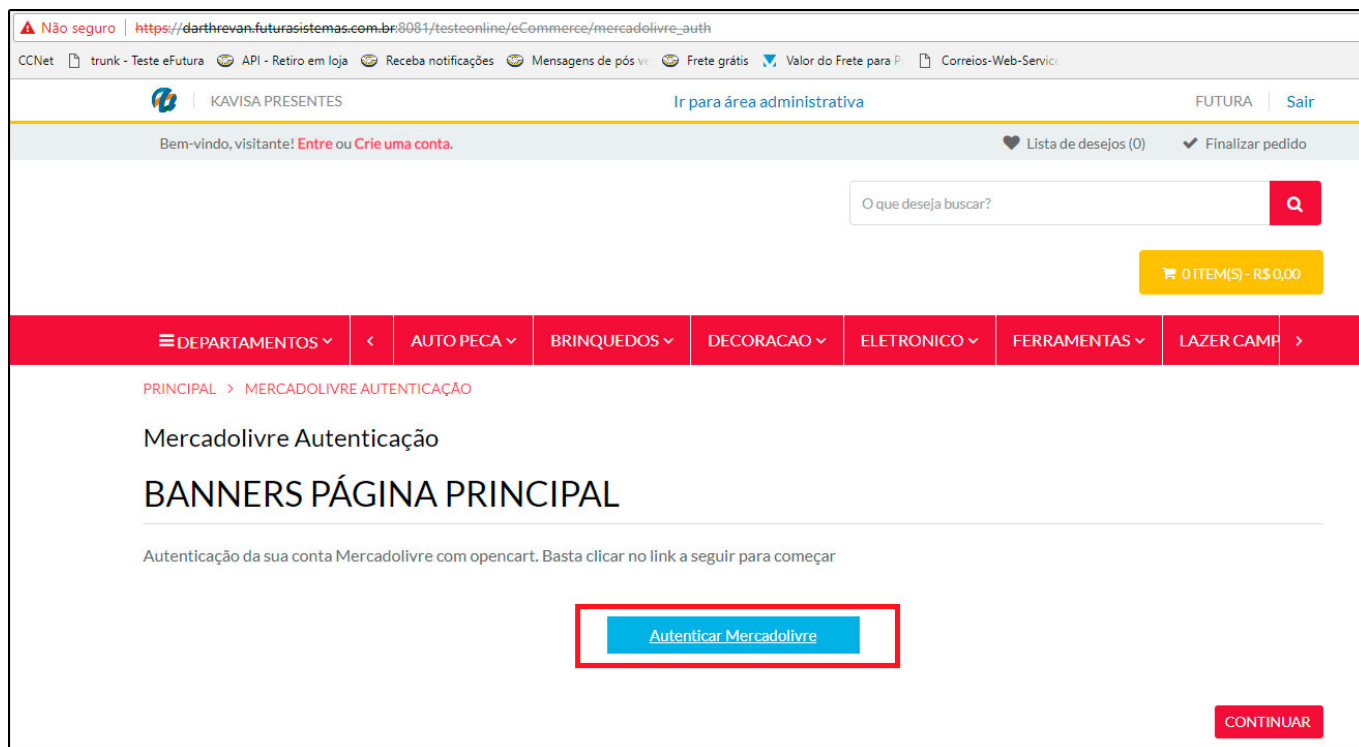 Não seguro | https://darthrevan.futurasistemas.com.br:8081/testeonline/eCommerce/mercadolivre_auth
CCNet trunk - Teste eFutura API - Retiro em loja Receba notificações Mensagens de pós v Frete grátis Valor do Frete para P Correios-Web-Service
KAVISA PRESENTES Ir para área administrativa FUTURA Sair
Bem-vindo, visitante! Entre ou Crie uma conta. Lista de desejos (0) Finalizar pedido
O que deseja buscar?
0 ITEM(S) - R$ 0,00
DEPARTAMENTOS AUTO PECA BRINQUEDOS DECORACAO ELETRONICO FERRAMENTAS LAZER CAMP
PRINCIPAL > MERCADOLIVRE AUTENTICAÇÃO
Mercadolivre Autenticação
BANNERS PÁGINA PRINCIPAL
Autenticação da sua conta Mercadolivre com opencart. Basta clicar no link a seguir para começar
Autenticar Mercadolivre
CONTINUAR